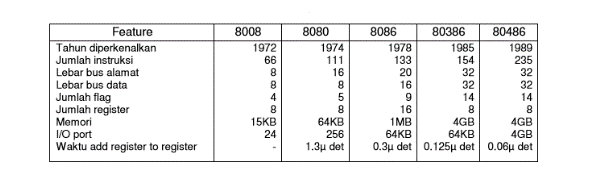 Feature 8008 8080 8086 80386 80486
Tahun diperkenalkan 1972 1974 1978 1985 1989
Jumlah instruksi 66 111 133 154 235
Lebar bus alamat 8 16 20 32 32
Lebar bus data 8 8 16 32 32
Jumlah flag 4 5 9 14 14
Jumlah register 8 8 16 8 8
Memori 15KB 64KB 1MB 4GB 4GB
I/O port 24 256 64KB 64KB 4GB
Waktu add register to register - 1.3µ det 0.3µ det 0.125µ det 0.06µ det